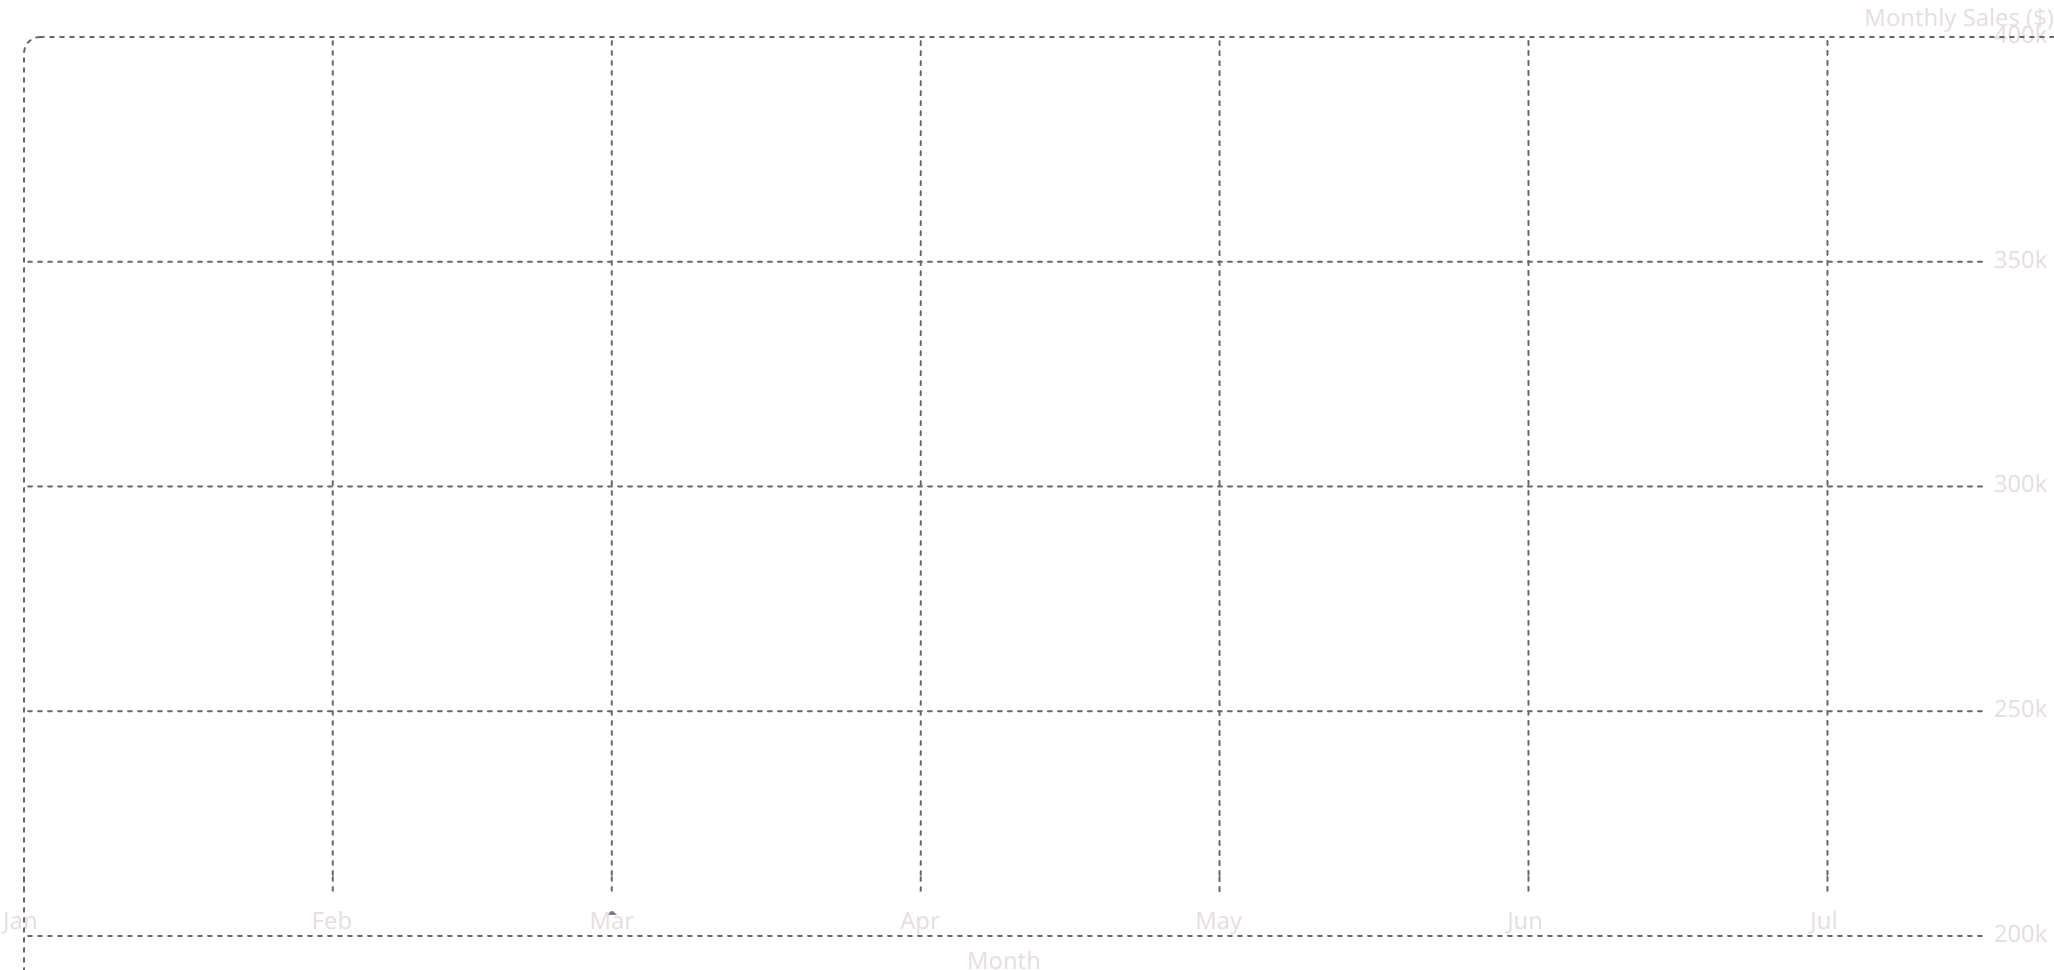 Monthly Sales ($)
400k
350k
300k
250k
Jan Feb Mar Apr May Jun Jul
200k
Month